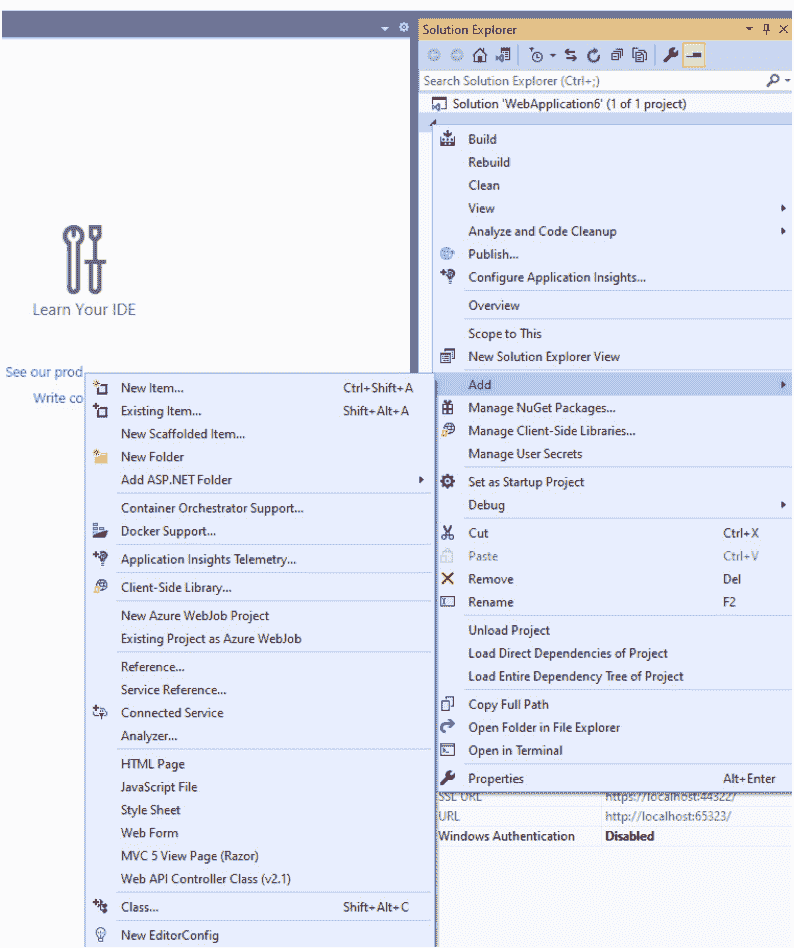 Solution Explorer
Search Solution Explorer (Ctrl+;)
Solution 'WebApplication6' (1 of 1 project)
Build
Rebuild
Clean
View
Analyze and Code Cleanup
Publish...
Configure Application Insights...
Overview
Scope to This
New Solution Explorer View
Add
Manage NuGet Packages...
Manage Client-Side Libraries...
Manage User Secrets
Set as Startup Project
Debug
Cut Ctrl+X
Paste Ctrl+V
Remove Del
Rename F2
Unload Project
Load Direct Dependencies of Project
Load Entire Dependency Tree of Project
Copy Full Path
Open Folder in File Explorer
Open in Terminal
Properties Alt+Enter
SSL URL https://localhost:44322/
URL http://localhost:65323/
Windows Authentication Disabled
Learn Your IDE
See our prod
Write co
New Item... Ctrl+Shift+A
Existing Item... Shift+Alt+A
New Scaffolded Item...
New Folder
Add ASP.NET Folder
Container Orchestrator Support...
Docker Support...
Application Insights Telemetry...
Client-Side Library...
New Azure WebJob Project
Existing Project as Azure WebJob
Reference...
Service Reference...
Connected Service
Analyzer...
HTML Page
JavaScript File
Style Sheet
Web Form
MVC 5 View Page (Razor)
Web API Controller Class (v2.1)
Class... Shift+Alt+C
New EditorConfig